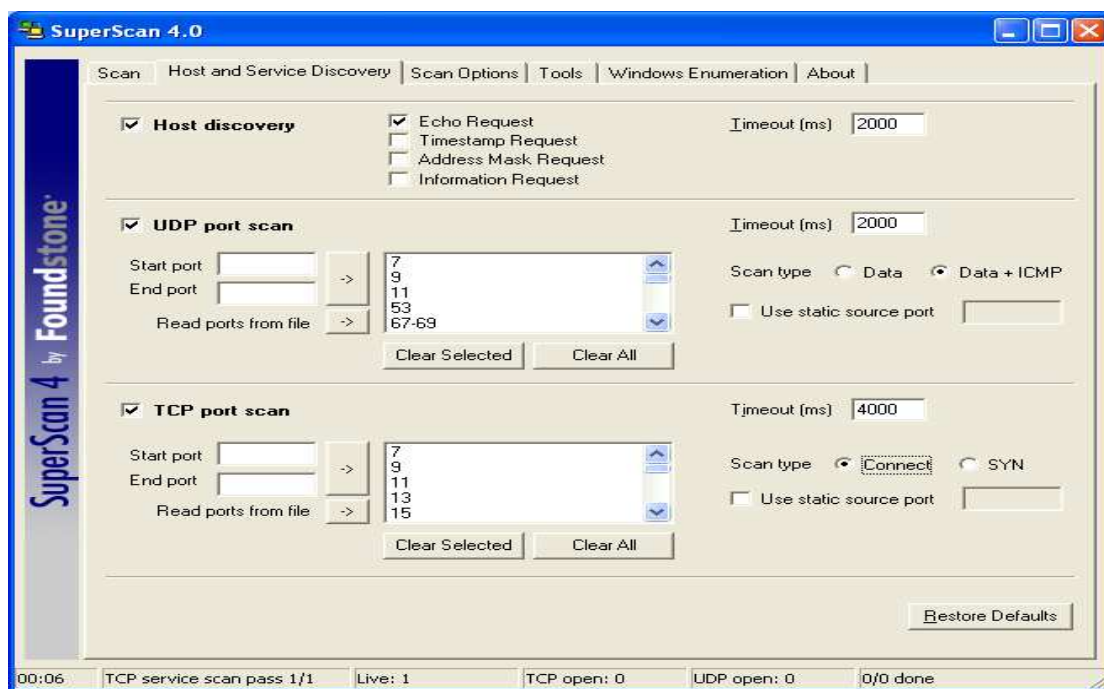 SuperScan 4.0
Scan Host and Service Discovery Scan Options Tools Windows Enumeration About
Host discovery
Echo Request
Timestamp Request
Address Mask Request
Information Request
Timeout (ms) 2000
UDP port scan
Timeout (ms) 2000
Start port
End port
->
Read ports from file ->
7
9
11
53
67-69
Clear Selected Clear All
Scan type Data Data + ICMP
Use static source port
TCP port scan
Timeout (ms) 4000
Start port
End port
->
Read ports from file ->
7
9
11
13
15
Clear Selected Clear All
Scan type Connect SYN
Use static source port
Restore Defaults
SuperScan 4 by Foundstone
00:06 TCP service scan pass 1/1 Live: 1 TCP open: 0 UDP open: 0 0/0 done